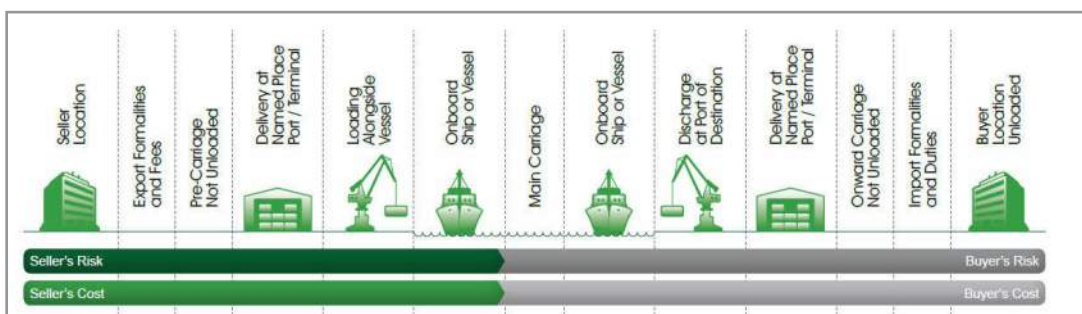 Seller
Location
Export Formalities
and Fees
Pre-Carriage
Not Unloaded
Delivery at
Named Place
Port / Terminal
Loading
Alongside
Vessel
Onboard
Ship or Vessel
Main Carriage
Onboard
Ship or Vessel
Discharge
at Port of
Destination
Delivery at
Named Place
Port / Terminal
Onward Carriage
Not Unloaded
Import Formalities
and Duties
Buyer
Location
Unloaded
Seller's Risk
Buyer's Risk
Seller's Cost
Buyer's Cost